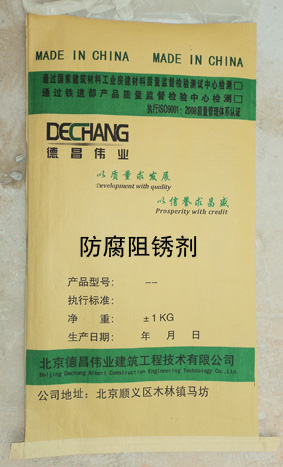 MADE IN CHINA MADE IN CHINA
通过国家建筑材料工业房建材料质量监督检验测试中心检测□
通过铁道部产品质量监督检验中心检测□
执行ISO9001:2008质量管理体系认证
DECHANG
德昌伟业
以质量求发展
Development with quality
以信誉求昌盛
Prosperity with credit
防腐阻锈剂
产品型号: --
执行标准:
净 重: ±1KG
生产日期: 年 月 日
北京德昌伟业建筑工程技术有限公司
Beijing Dechang Albert Construction Engineering Technology Co.,Ltd
公司地址:北京顺义区木林镇马坊